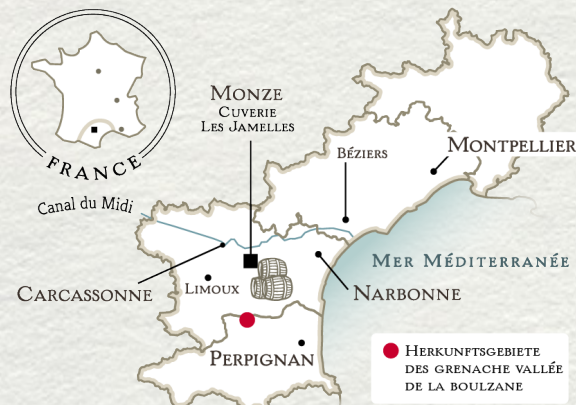 FRANCE
Canal du Midi
MONZE
CUVERIE
LES JAMELLES
BÉZIERS
MONTPELLIER
MER MÉDITERRANÉE
CARCASSONNE
LIMOUX
NARBONNE
PERPIGNAN
HERKUNFTSGEBIETE
DES GRENACHE VALLÉE
DE LA BOULZANE